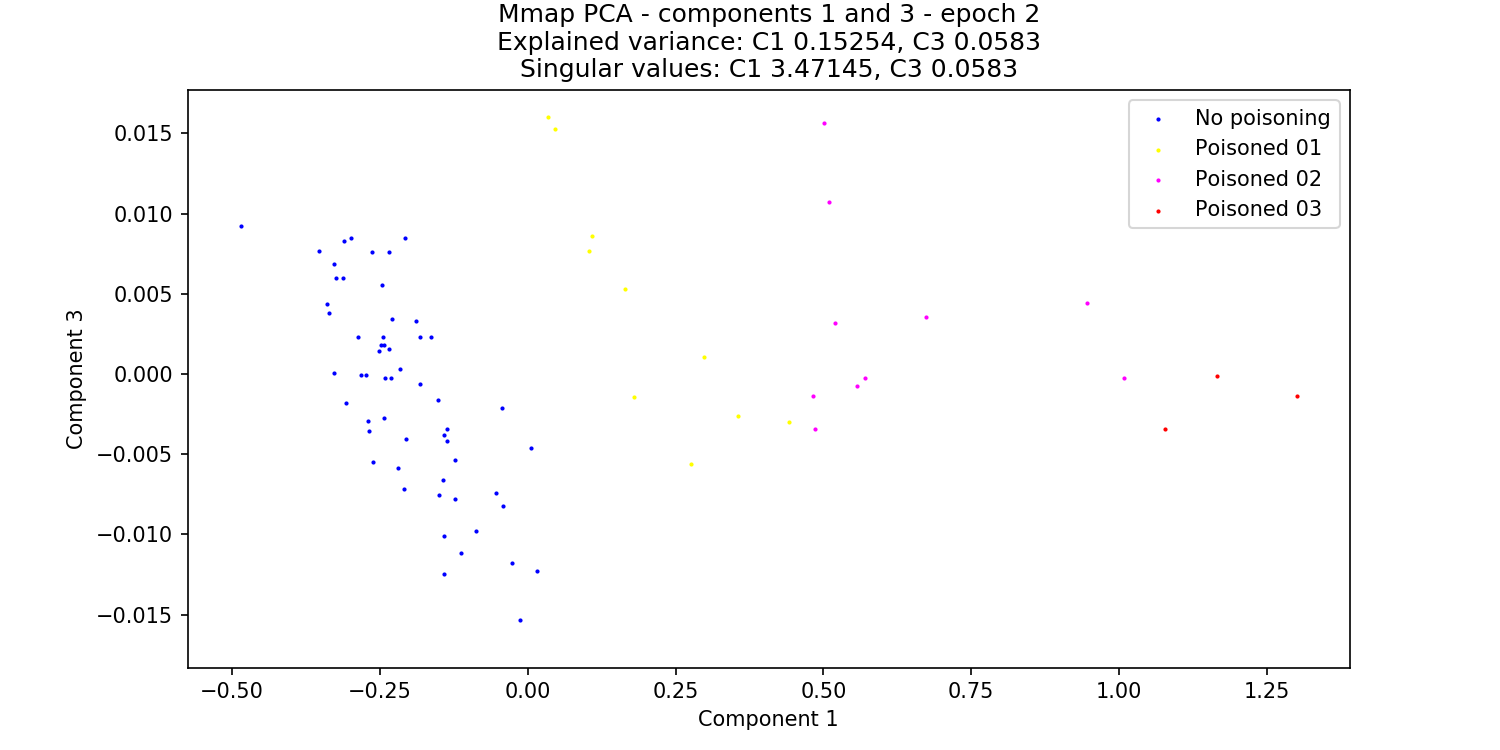 Mmap PCA - components 1 and 3 - epoch 2
Explained variance: C1 0.15254, C3 0.0583
Singular values: C1 3.47145, C3 0.0583
No poisoning
Poisoned 01
Poisoned 02
Poisoned 03
0.015
0.010
0.005
0.000
−0.005
−0.010
−0.015
Component 3
−0.50
−0.25
0.00
0.25
0.50
0.75
1.00
1.25
Component 1